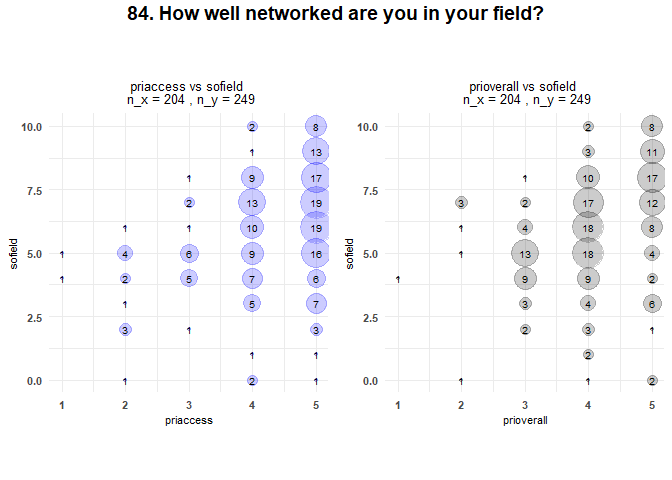 84. How well networked are you in your field?
priaccess vs sofield
n_x = 204 , n_y = 249
10.0
7.5
5.0
2.5
0.0
sofield
2 8
1 13
1 9 17
2 13 19
1 1 10 19
1 4 6 9 16
1 2 5 7 6
1 5 7
3 1 3
1 1
1 2 1
1 2 3 4 5
priaccess
prioverall vs sofield
n_x = 204 , n_y = 249
10.0
7.5
5.0
2.5
0.0
sofield
2 8
3 11
1 10 17
3 2 17 12
1 4 18 8
1 13 18 4
1 9 9 2
3 4 6
2 3 1
2
1 1 2
1 2 3 4 5
prioverall